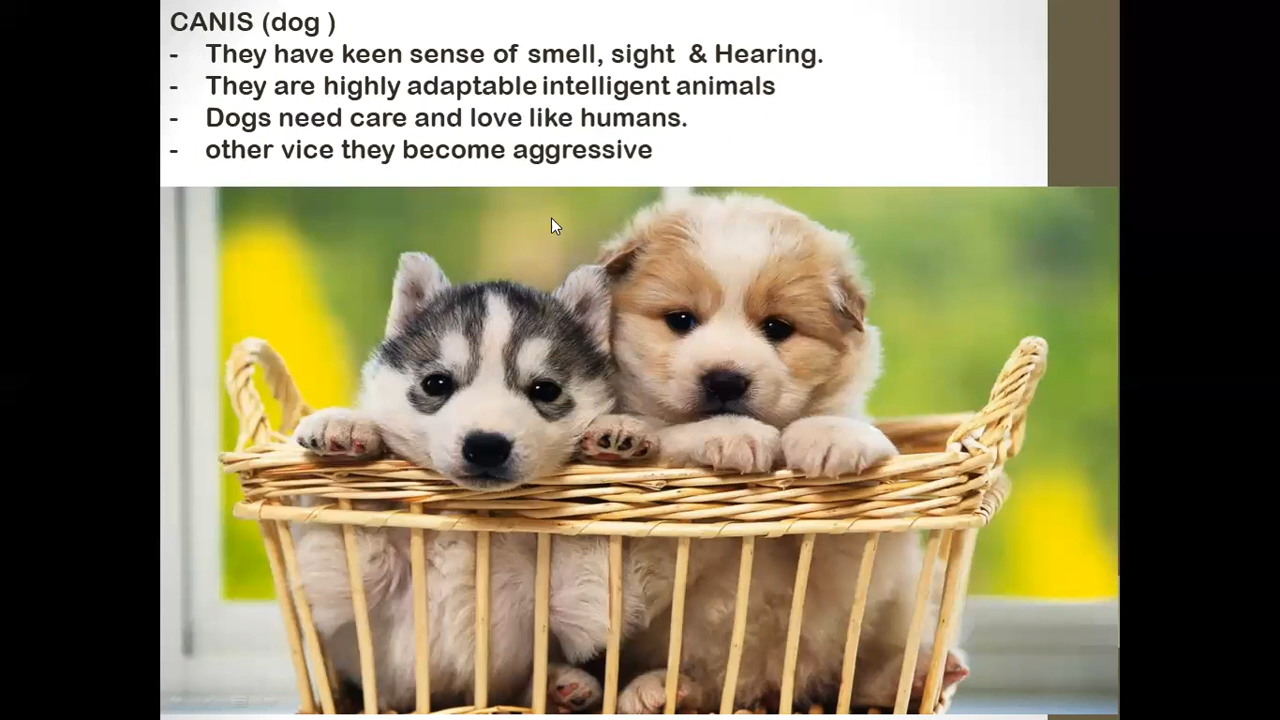 CANIS (dog )
- They have keen sense of smell, sight & Hearing.
- They are highly adaptable intelligent animals
- Dogs need care and love like humans.
- other vice they become aggressive